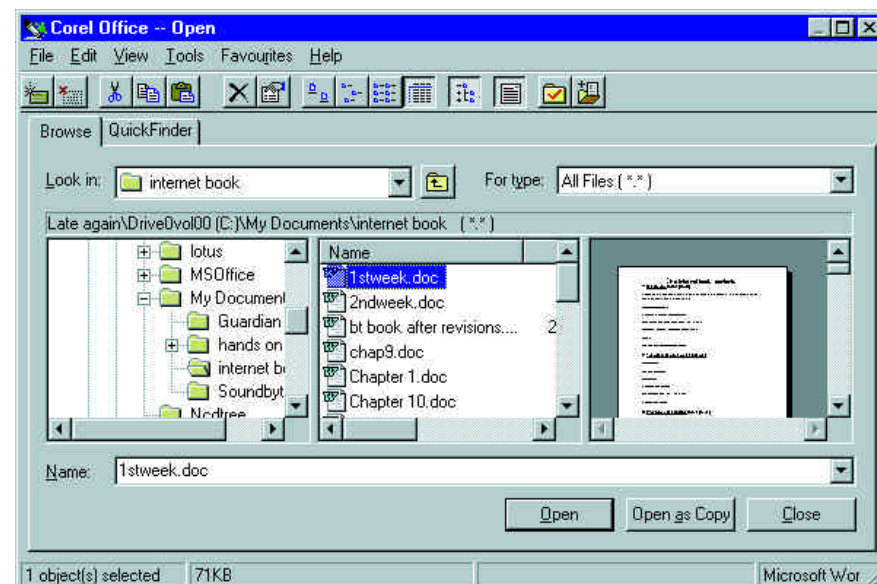 Corel Office -- Open
File Edit View Tools Favourites Help
Browse QuickFinder
Look in: internet book For type: All Files ( *.* )
Late again\Drive0vol00 (C:)\My Documents\internet book ( *.* )
lotus
MSOffice
My Document
Guardian
hands on
internet b
Soundbyt
Ncdtree
Name
1stweek.doc
2ndweek.doc
bt book after revisions.... 2
chap9.doc
Chapter 1.doc
Chapter 10.doc
Name: 1stweek.doc
Open Open as Copy Close
1 object(s) selected 71KB Microsoft Wor